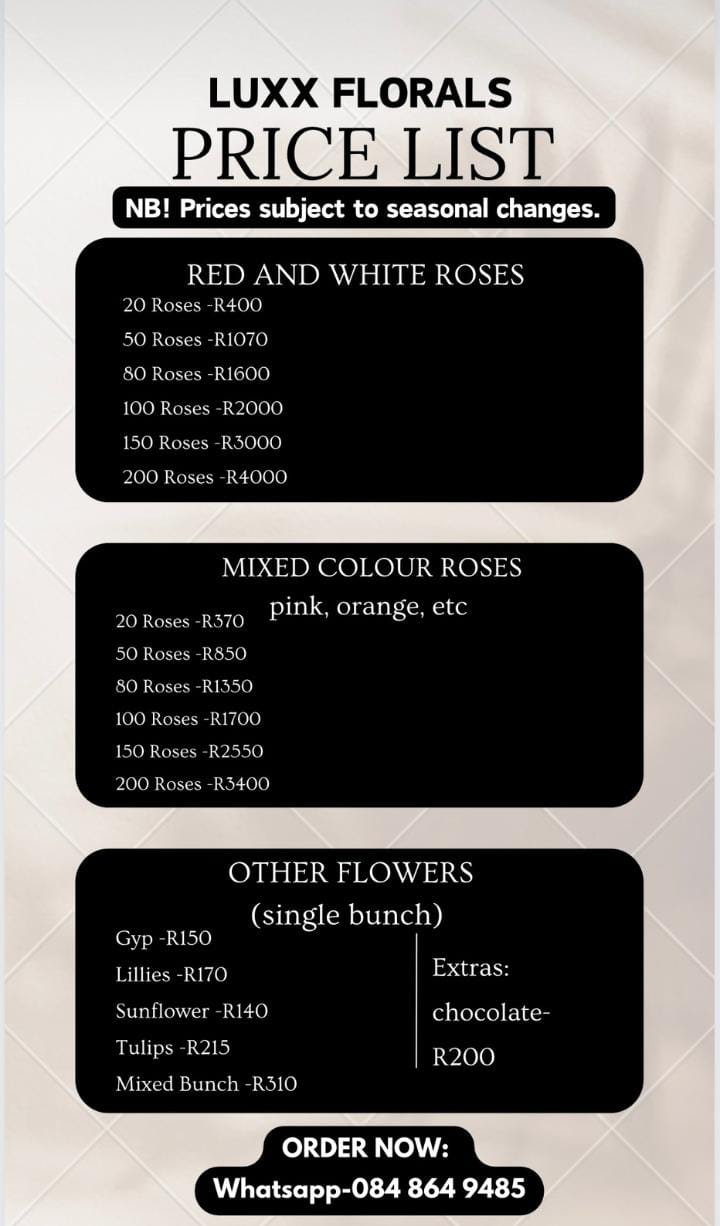 LUXX FLORALS
PRICE LIST
NB! Prices subject to seasonal changes.
RED AND WHITE ROSES
20 Roses -R400
50 Roses -R1070
80 Roses -R1600
100 Roses -R2000
150 Roses -R3000
200 Roses -R4000
MIXED COLOUR ROSES
pink, orange, etc
20 Roses -R370
50 Roses -R850
80 Roses -R1350
100 Roses -R1700
150 Roses -R2550
200 Roses -R3400
OTHER FLOWERS
(single bunch)
Gyp -R150
Lillies -R170
Sunflower -R140
Tulips -R215
Mixed Bunch -R310
Extras:
chocolate-
R200
ORDER NOW:
Whatsapp-084 864 9485